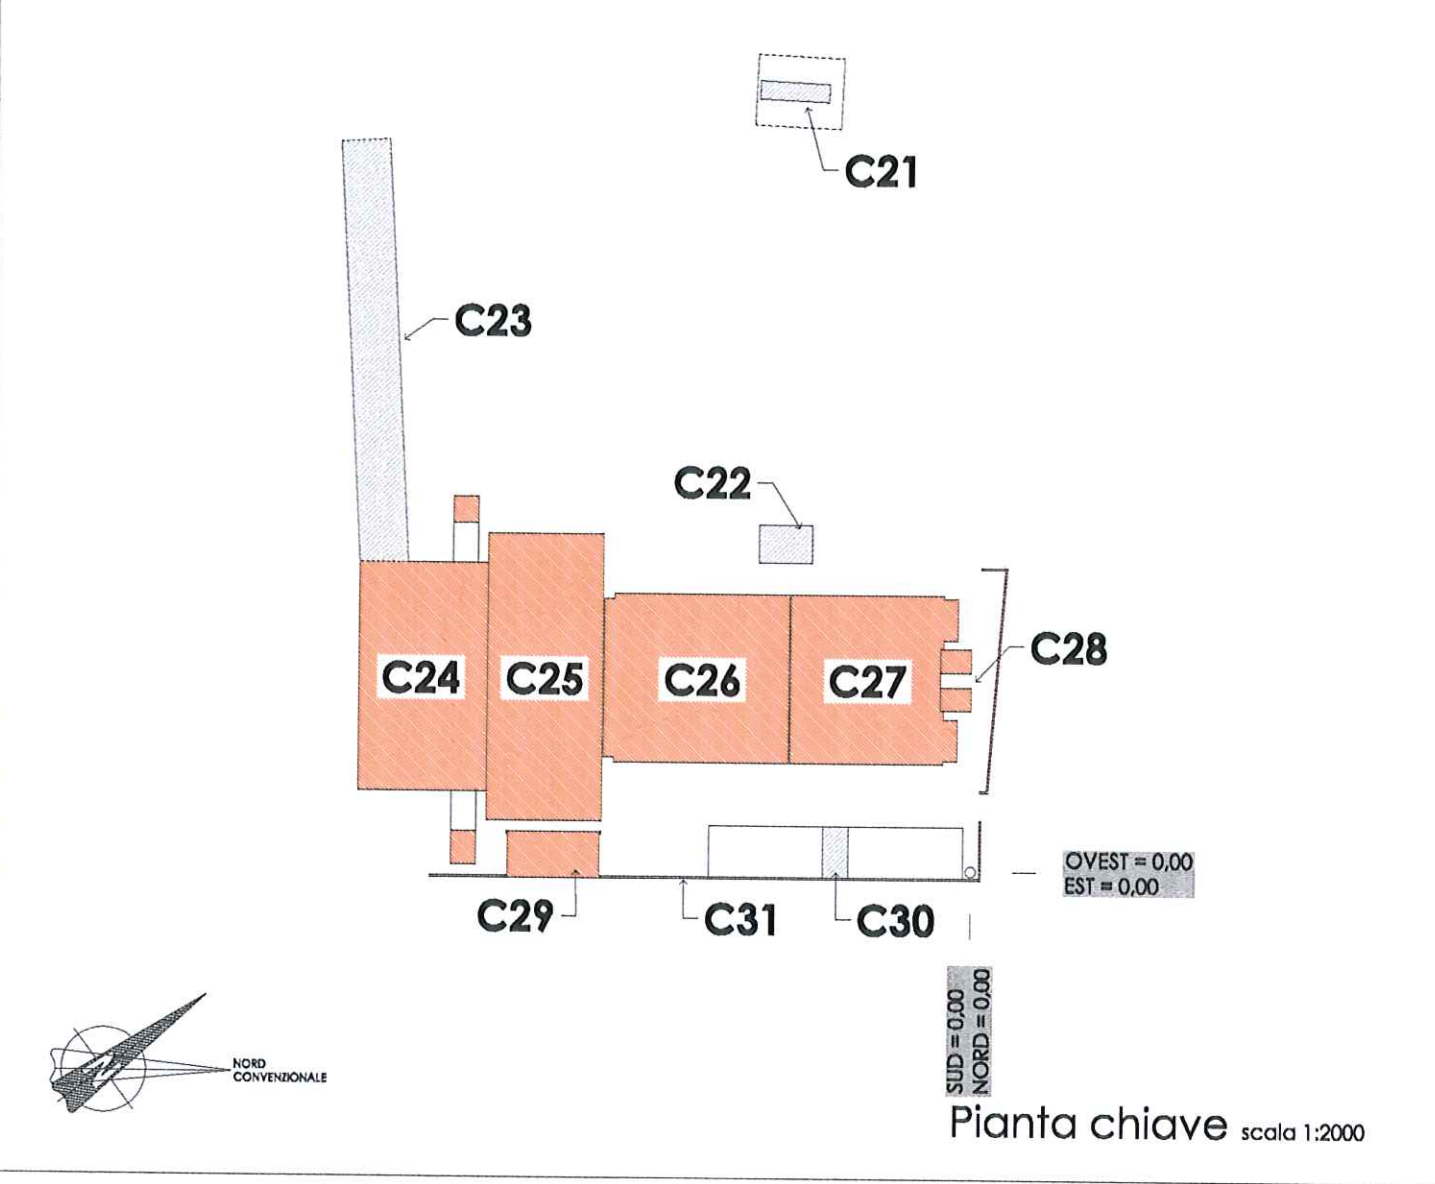 C21
C23
C22
C28
C24
C25
C26
C27
OVEST = 0,00
EST = 0,00
C29
C31
C30
SUD = 0,00
NORD = 0,00
NORD
CONVENZIONALE
Pianta chiave scala 1:2000